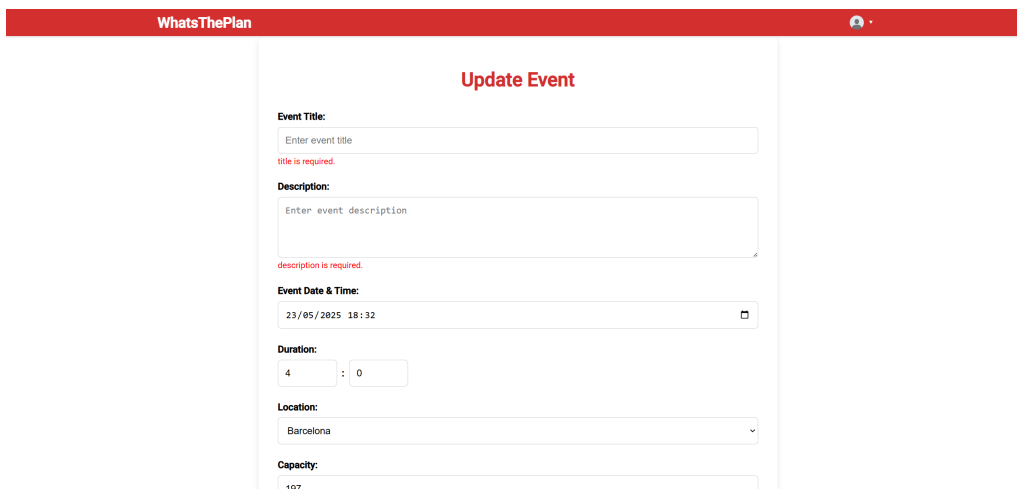 WhatsThePlan
Update Event
Event Title:
Enter event title
title is required.
Description:
Enter event description
description is required.
Event Date & Time:
23/05/2025 18:32
Duration:
4 : 0
Location:
Barcelona
Capacity:
197